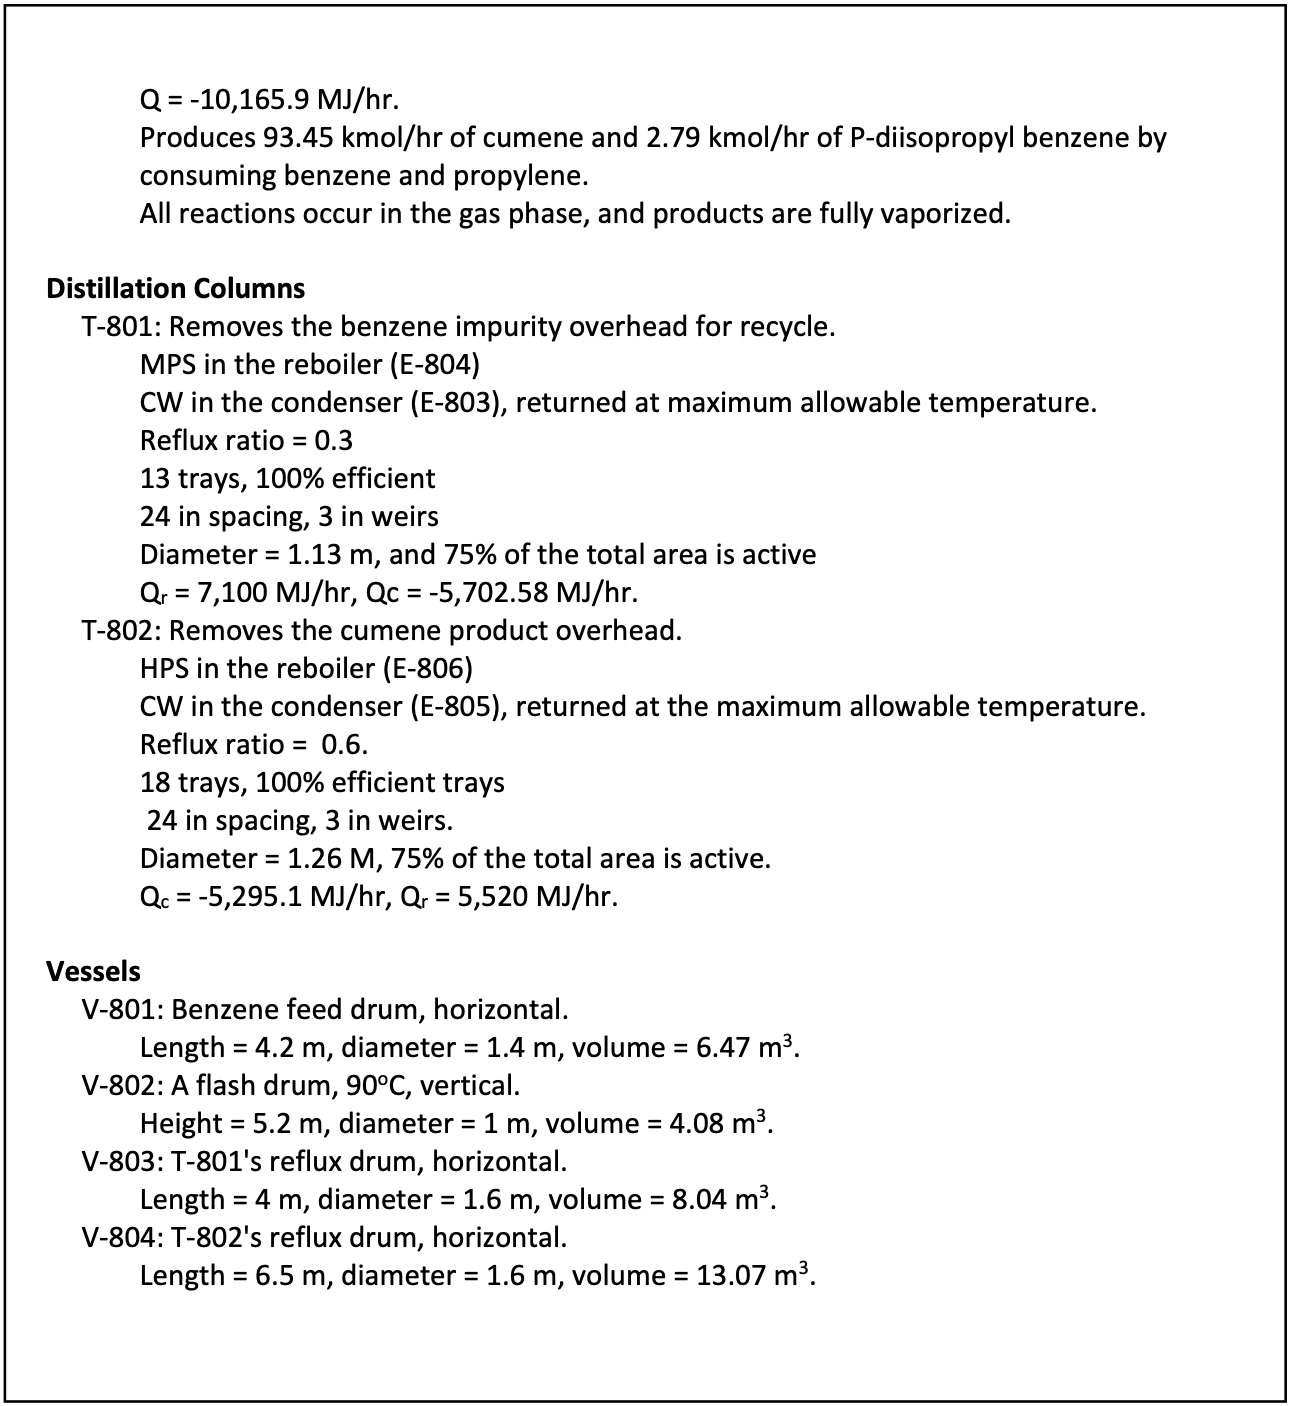 Q = -10,165.9 MJ/hr.
Produces 93.45 kmol/hr of cumene and 2.79 kmol/hr of P-diisopropyl benzene by
consuming benzene and propylene.
All reactions occur in the gas phase, and products are fully vaporized.
Distillation Columns
T-801: Removes the benzene impurity overhead for recycle.
MPS in the reboiler (E-804)
CW in the condenser (E-803), returned at maximum allowable temperature.
Reflux ratio = 0.3
13 trays, 100% efficient
24 in spacing, 3 in weirs
Diameter = 1.13 m, and 75% of the total area is active
Qᵣ = 7,100 MJ/hr, Qc = -5,702.58 MJ/hr.
T-802: Removes the cumene product overhead.
HPS in the reboiler (E-806)
CW in the condenser (E-805), returned at the maximum allowable temperature.
Reflux ratio =  0.6.
18 trays, 100% efficient trays
24 in spacing, 3 in weirs.
Diameter = 1.26 M, 75% of the total area is active.
Q꜀ = -5,295.1 MJ/hr, Qᵣ = 5,520 MJ/hr.
Vessels
V-801: Benzene feed drum, horizontal.
Length = 4.2 m, diameter = 1.4 m, volume = 6.47 m³.
V-802: A flash drum, 90ºC, vertical.
Height = 5.2 m, diameter = 1 m, volume = 4.08 m³.
V-803: T-801's reflux drum, horizontal.
Length = 4 m, diameter = 1.6 m, volume = 8.04 m³.
V-804: T-802's reflux drum, horizontal.
Length = 6.5 m, diameter = 1.6 m, volume = 13.07 m³.